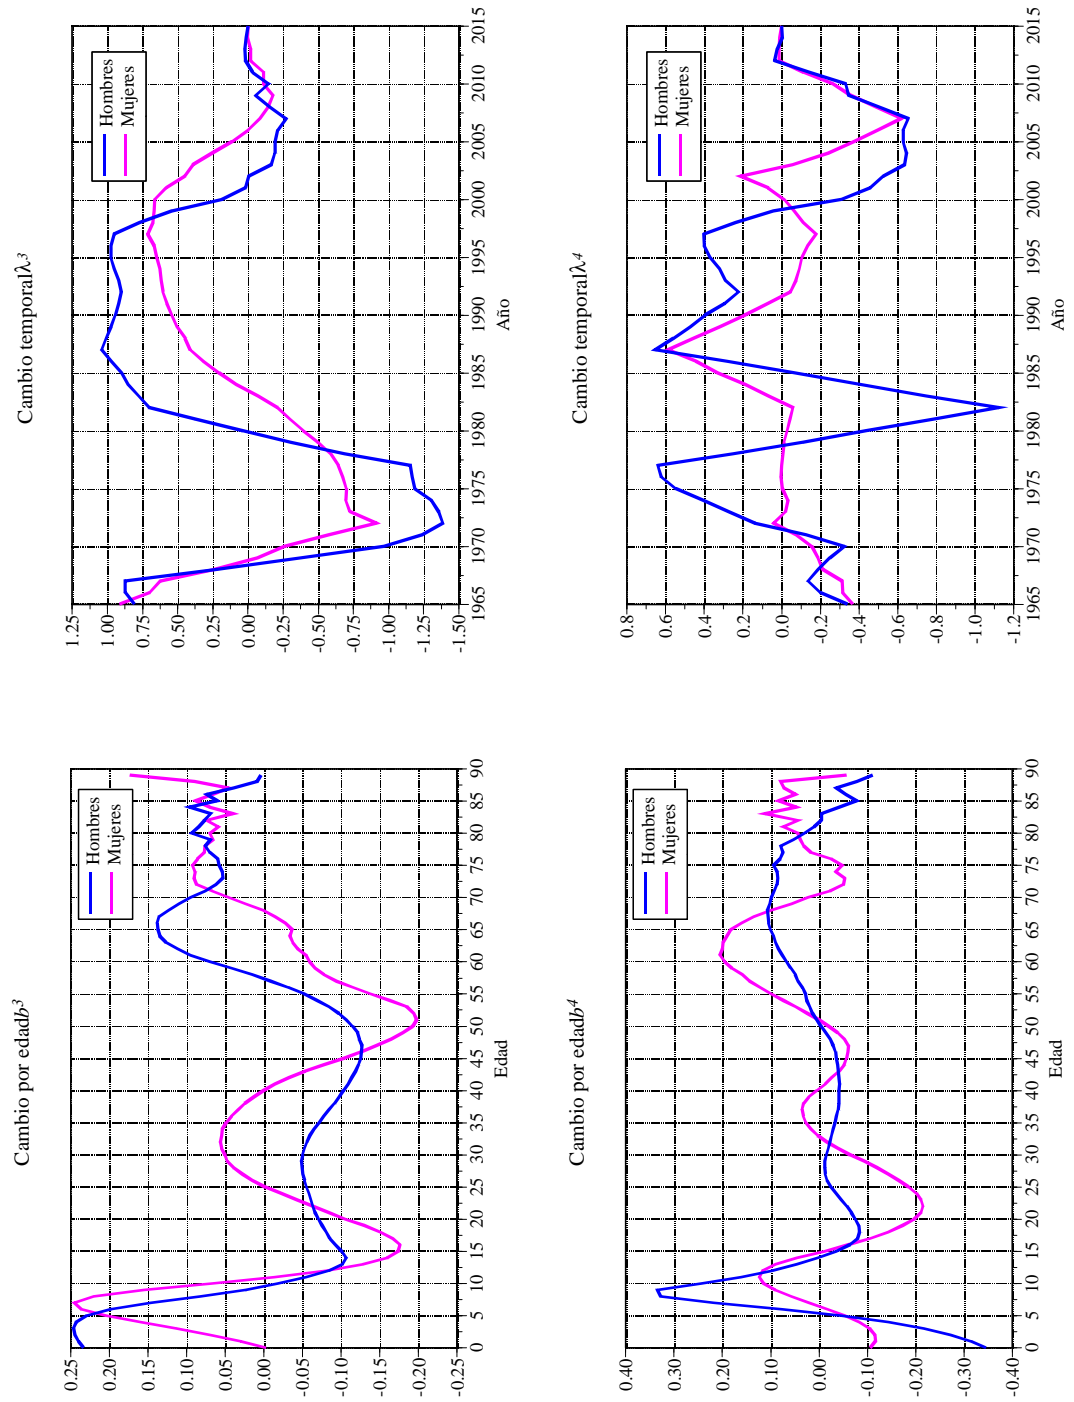 Cambio por edad b³
0.25
0.20
0.15
0.10
0.05
0.00
-0.05
-0.10
-0.15
-0.20
-0.25
Hombres
Mujeres
0 5 10 15 20 25 30 35 40 45 50 55 60 65 70 75 80 85 90
Edad
Cambio temporal λ³
1.25
1.00
0.75
0.50
0.25
0.00
-0.25
-0.50
-0.75
-1.00
-1.25
-1.50
Hombres
Mujeres
1965 1970 1975 1980 1985 1990 1995 2000 2005 2010 2015
Año
Cambio por edad b⁴
0.40
0.30
0.20
0.10
0.00
-0.10
-0.20
-0.30
-0.40
Hombres
Mujeres
0 5 10 15 20 25 30 35 40 45 50 55 60 65 70 75 80 85 90
Edad
Cambio temporal λ⁴
0.8
0.6
0.4
0.2
0.0
-0.2
-0.4
-0.6
-0.8
-1.0
-1.2
Hombres
Mujeres
1965 1970 1975 1980 1985 1990 1995 2000 2005 2010 2015
Año